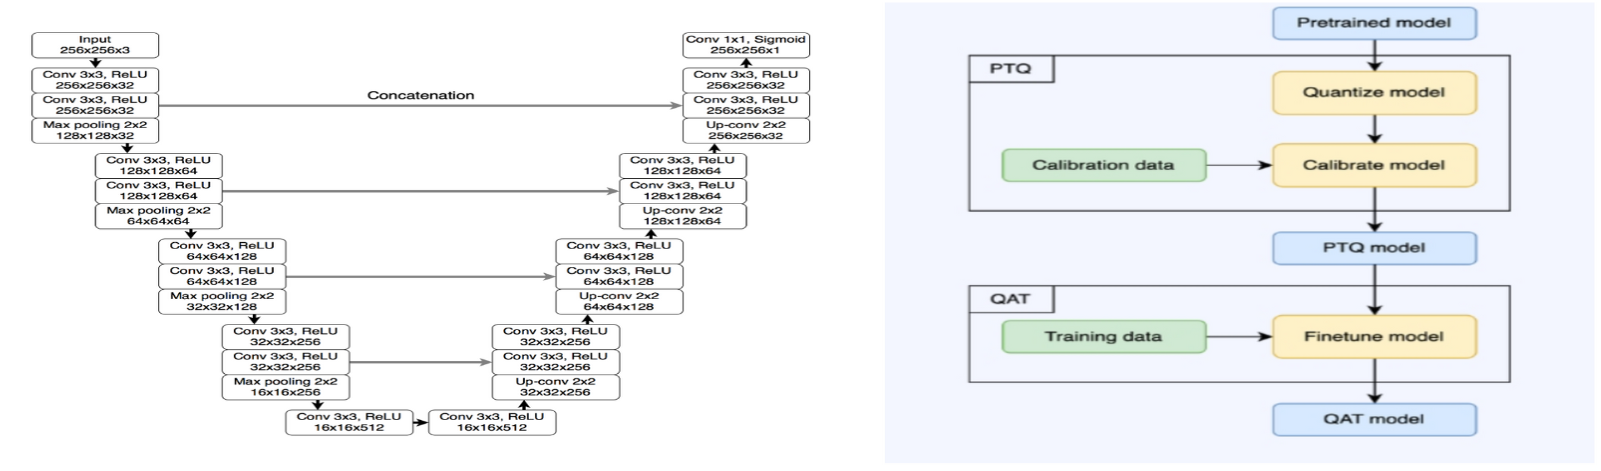 Input
256x256x3
Conv 3x3, ReLU
256x256x32
Conv 3x3, ReLU
256x256x32
Max pooling 2x2
128x128x32
Conv 3x3, ReLU
128x128x64
Conv 3x3, ReLU
128x128x64
Max pooling 2x2
64x64x64
Conv 3x3, ReLU
64x64x128
Conv 3x3, ReLU
64x64x128
Max pooling 2x2
32x32x128
Conv 3x3, ReLU
32x32x256
Conv 3x3, ReLU
32x32x256
Max pooling 2x2
16x16x256
Conv 3x3, ReLU
16x16x512
Conv 3x3, ReLU
16x16x512
Concatenation
Conv 1x1, Sigmoid
256x256x1
Conv 3x3, ReLU
256x256x32
Conv 3x3, ReLU
256x256x32
Up-conv 2x2
256x256x32
Conv 3x3, ReLU
128x128x64
Conv 3x3, ReLU
128x128x64
Up-conv 2x2
128x128x64
Conv 3x3, ReLU
64x64x128
Conv 3x3, ReLU
64x64x128
Up-conv 2x2
64x64x128
Conv 3x3, ReLU
32x32x256
Conv 3x3, ReLU
32x32x256
Up-conv 2x2
32x32x256
Pretrained model
PTQ
Quantize model
Calibration data
Calibrate model
PTQ model
QAT
Training data
Finetune model
QAT model